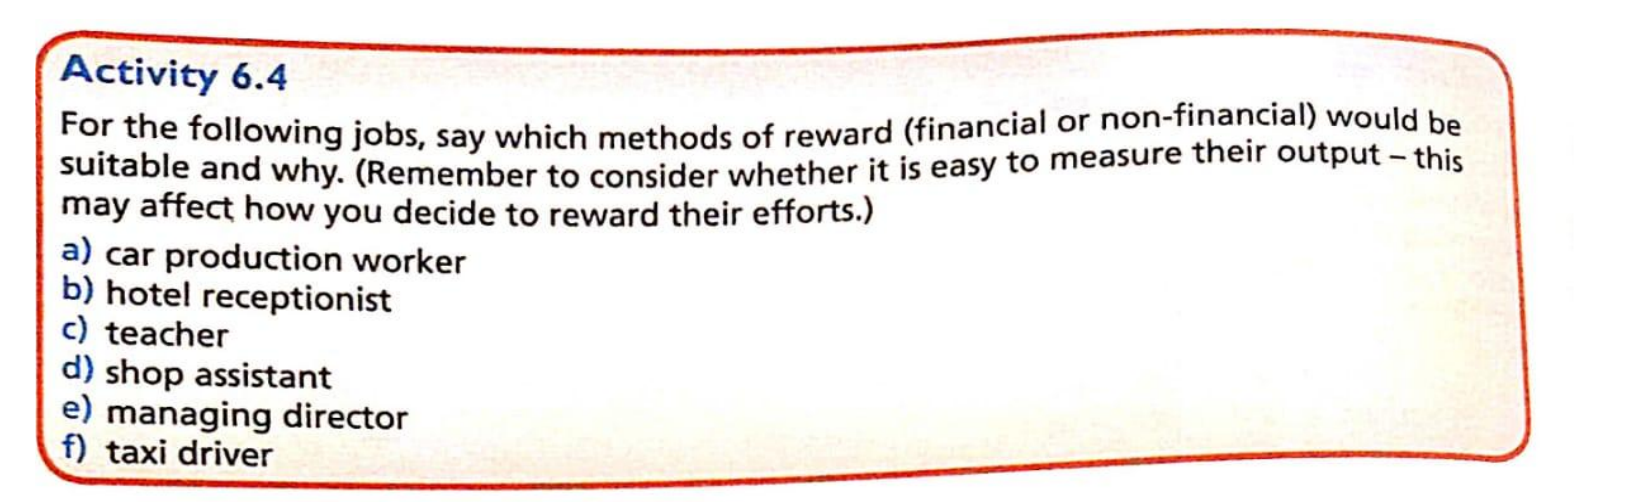 Activity 6.4
For the following jobs, say which methods of reward (financial or non-financial) would be
suitable and why. (Remember to consider whether it is easy to measure their output – this
may affect how you decide to reward their efforts.)
a) car production worker
b) hotel receptionist
c) teacher
d) shop assistant
e) managing director
f) taxi driver